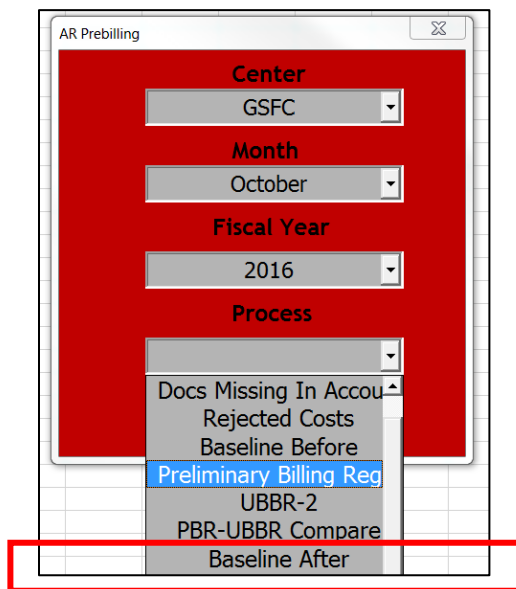 AR Prebilling
Center
GSFC
Month
October
Fiscal Year
2016
Process
Docs Missing In Accou
Rejected Costs
Baseline Before
Preliminary Billing Reg
UBBR-2
PBR-UBBR Compare
Baseline After